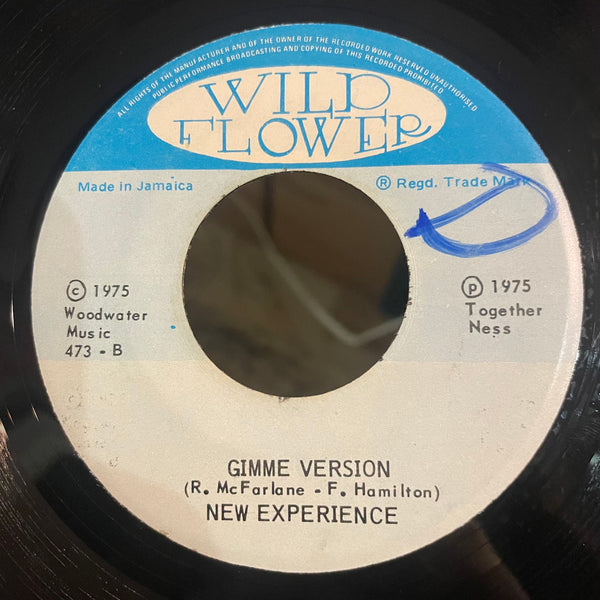 ALL RIGHTS OF THE MANUFACTURER AND OF THE OWNER OF THE RECORDED WORK RESERVED UNAUTHORISED
PUBLIC PERFORMANCE BROADCASTING AND COPYING OF THIS RECORDED PROHIBITED
WILD
FLOWER
Made in Jamaica
® Regd. Trade Mark
© 1975
Woodwater
Music
473 - B
℗ 1975
Together
Ness
GIMME VERSION
(R. McFarlane - F. Hamilton)
NEW EXPERIENCE